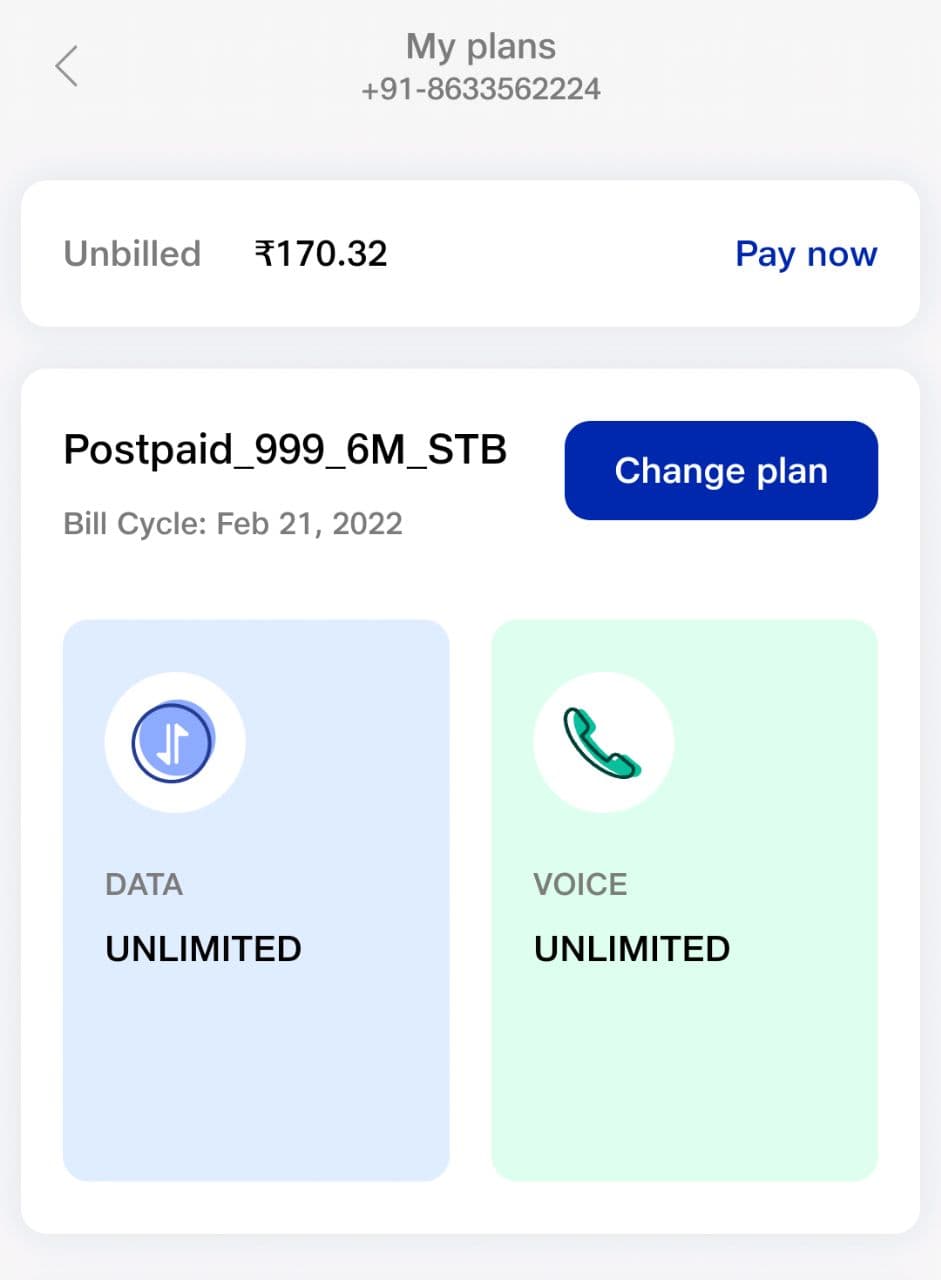 My plans
+91-8633562224
Unbilled ₹170.32 Pay now
Postpaid_999_6M_STB
Change plan
Bill Cycle: Feb 21, 2022
DATA
UNLIMITED
VOICE
UNLIMITED